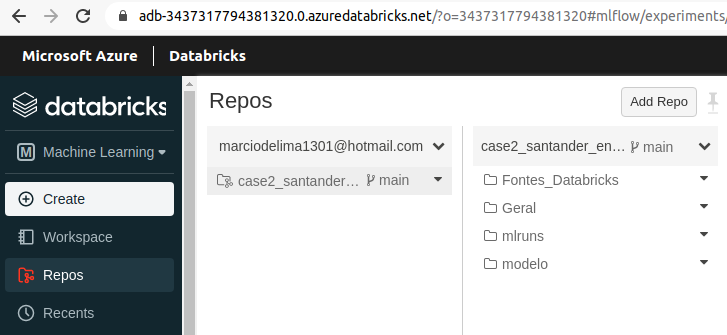 adb-3437317794381320.0.azuredatabricks.net/?o=3437317794381320#mlflow/experiments/
Microsoft Azure | Databricks
databricks
M Machine Learning
Create
Workspace
Repos
Recents
Repos
Add Repo
marciodelima1301@hotmail.com
case2_santander… main
case2_santander_en… main
Fontes_Databricks
Geral
mlruns
modelo